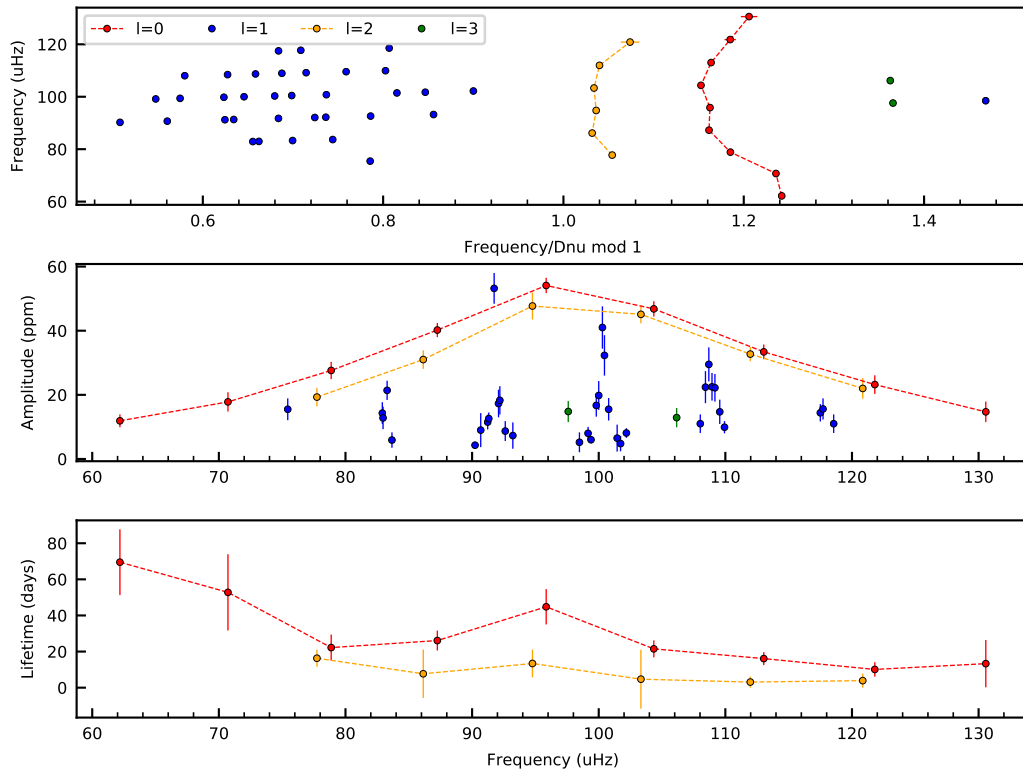 l=0 l=1 l=2 l=3
Frequency (uHz)
120
100
80
60
0.6 0.8 1.0 1.2 1.4
Frequency/Dnu mod 1
Amplitude (ppm)
60
40
20
0
60 70 80 90 100 110 120 130
Lifetime (days)
80
60
40
20
0
60 70 80 90 100 110 120 130
Frequency (uHz)